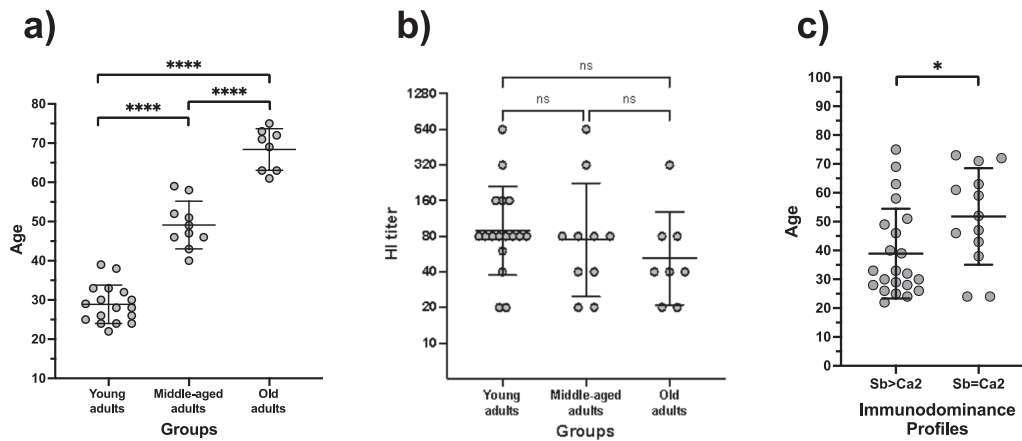 a)
****
****
****
80
70
60
50
40
30
20
10
Age
Young adults
Middle-aged adults
Old adults
Groups
b)
ns
ns
ns
1280
640
320
160
80
40
20
10
HI titer
Young adults
Middle-aged adults
Old adults
Groups
c)
*
100
90
80
70
60
50
40
30
20
10
0
Age
Sb>Ca2
Sb=Ca2
Immunodominance
Profiles